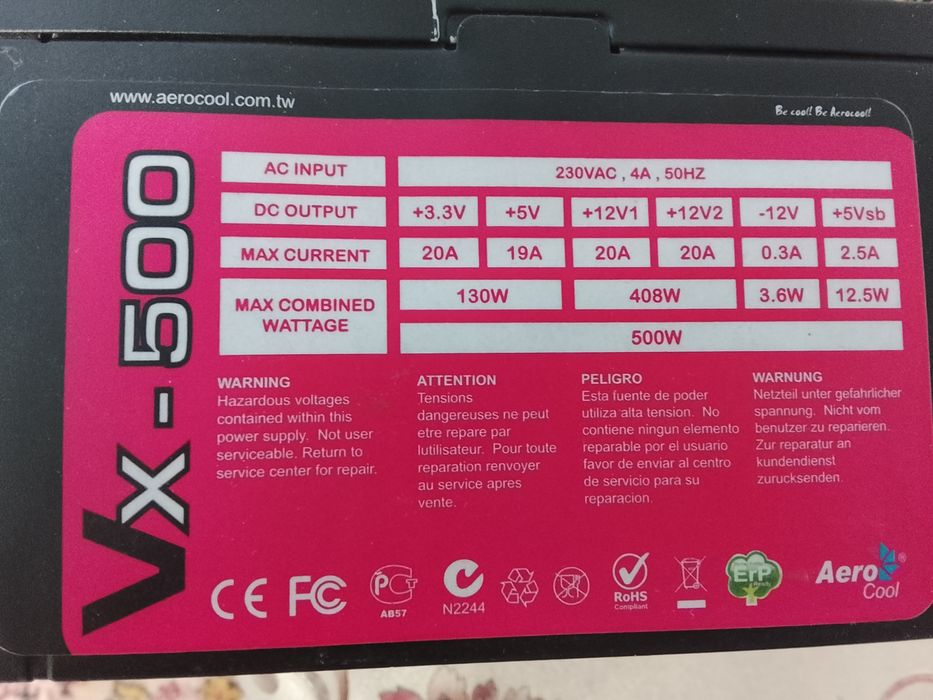 www.aerocool.com.tw
Be cool! Be Aerocool!
Vx-500
AC INPUT 230VAC , 4A , 50HZ
DC OUTPUT +3.3V +5V +12V1 +12V2 -12V +5Vsb
MAX CURRENT 20A 19A 20A 20A 0.3A 2.5A
MAX COMBINED WATTAGE 130W 408W 3.6W 12.5W
500W
WARNING
Hazardous voltages
contained within this
power supply. Not user
serviceable. Return to
service center for repair.
ATTENTION
Tensions
dangereuses ne peut
etre repare par
lutilisateur. Pour toute
reparation renvoyer
au service apres
vente.
PELIGRO
Esta fuente de poder
utiliza alta tension. No
contiene ningun elemento
reparable por el usuario
favor de enviar al centro
de servicio para su
reparacion.
WARNUNG
Netzteil unter gefahrlicher
spannung. Nicht vom
benutzer zu reparieren.
Zur reparatur an
kundendienst
zurucksenden.
CE FC PCT AB57 N2244 RoHS Compliant ErP Ready
Aero Cool®